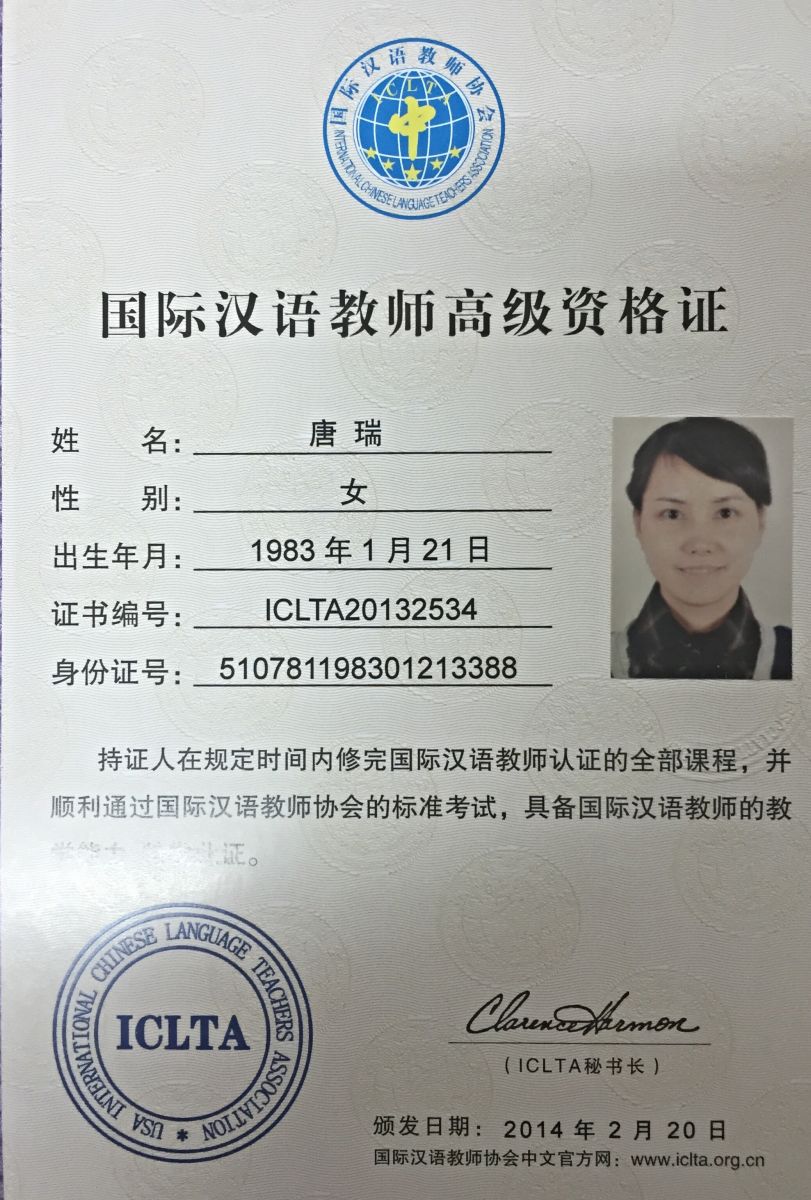 国际汉语教师协会
ICLTA
中
INTERNATIONAL CHINESE LANGUAGE TEACHERS ASSOCIATION
国际汉语教师高级资格证
姓 名: 唐 瑞
性 别: 女
出生年月: 1983 年 1 月 21 日
证书编号: ICLTA20132534
身份证号: 510781198301213388
持证人在规定时间内修完国际汉语教师认证的全部课程，并
顺利通过国际汉语教师协会的标准考试，具备国际汉语教师的教
学能力 此证。
USA INTERNATIONAL CHINESE LANGUAGE TEACHERS ASSOCIATION
ICLTA
Clarence Harmon
（ICLTA秘书长）
颁发日期: 2014 年 2 月 20 日
国际汉语教师协会中文官方网: www.iclta.org.cn